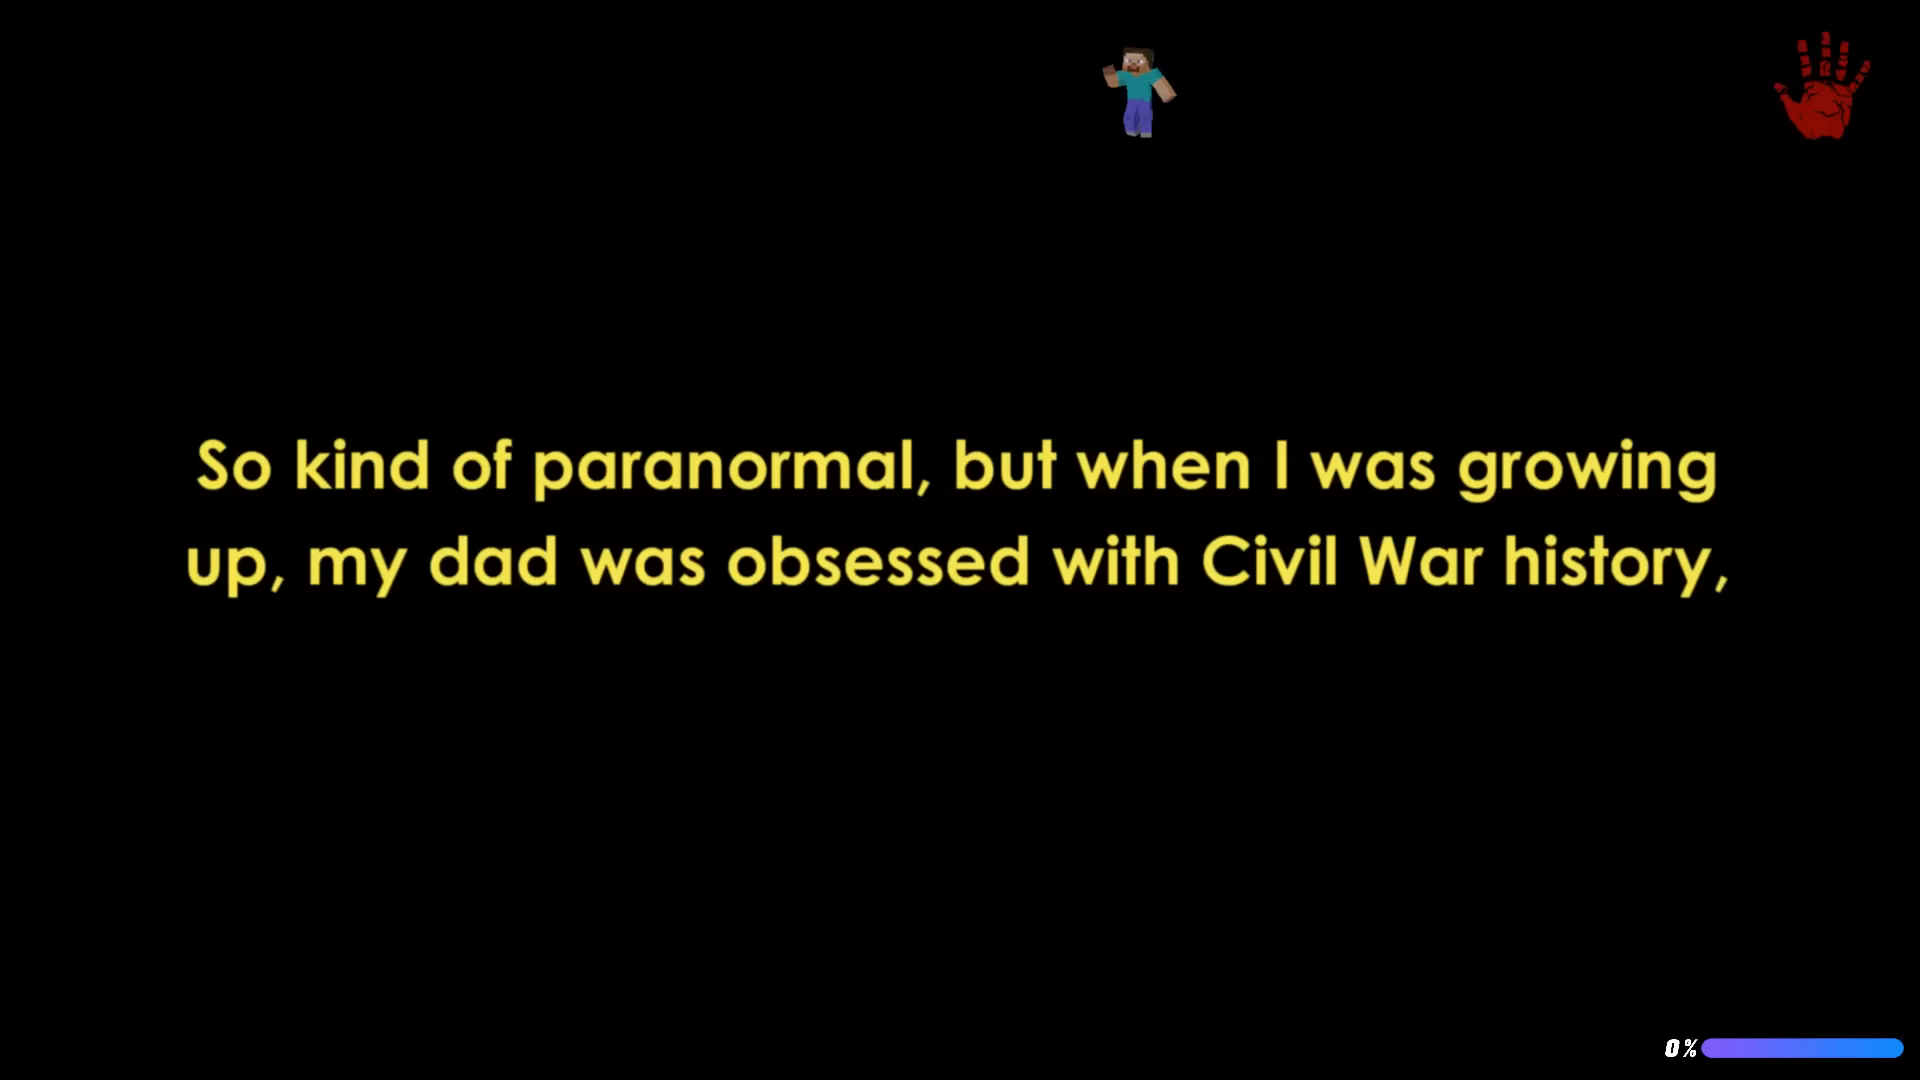 So kind of paranormal, but when I was growing
up, my dad was obsessed with Civil War history,
0%